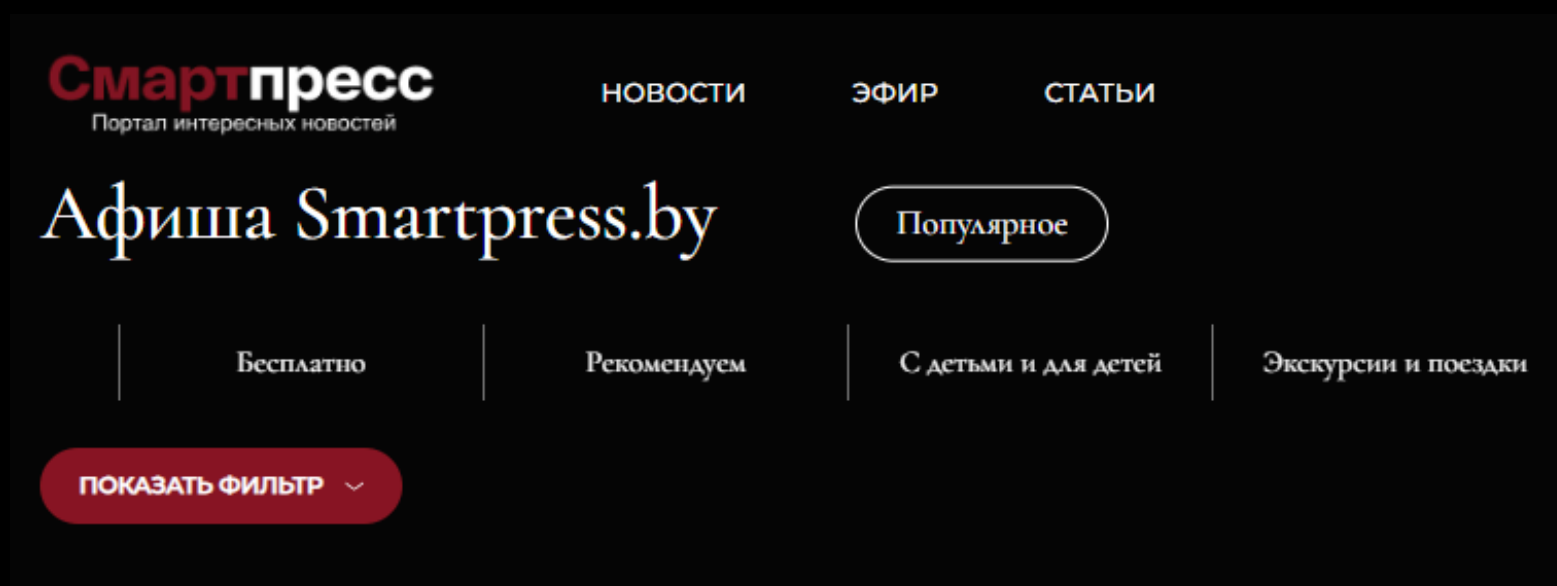 Смартпресс
Портал интересных новостей
НОВОСТИ ЭФИР СТАТЬИ
Афиша Smartpress.by
Популярное
Бесплатно Рекомендуем С детьми и для детей Экскурсии и поездки
ПОКАЗАТЬ ФИЛЬТР